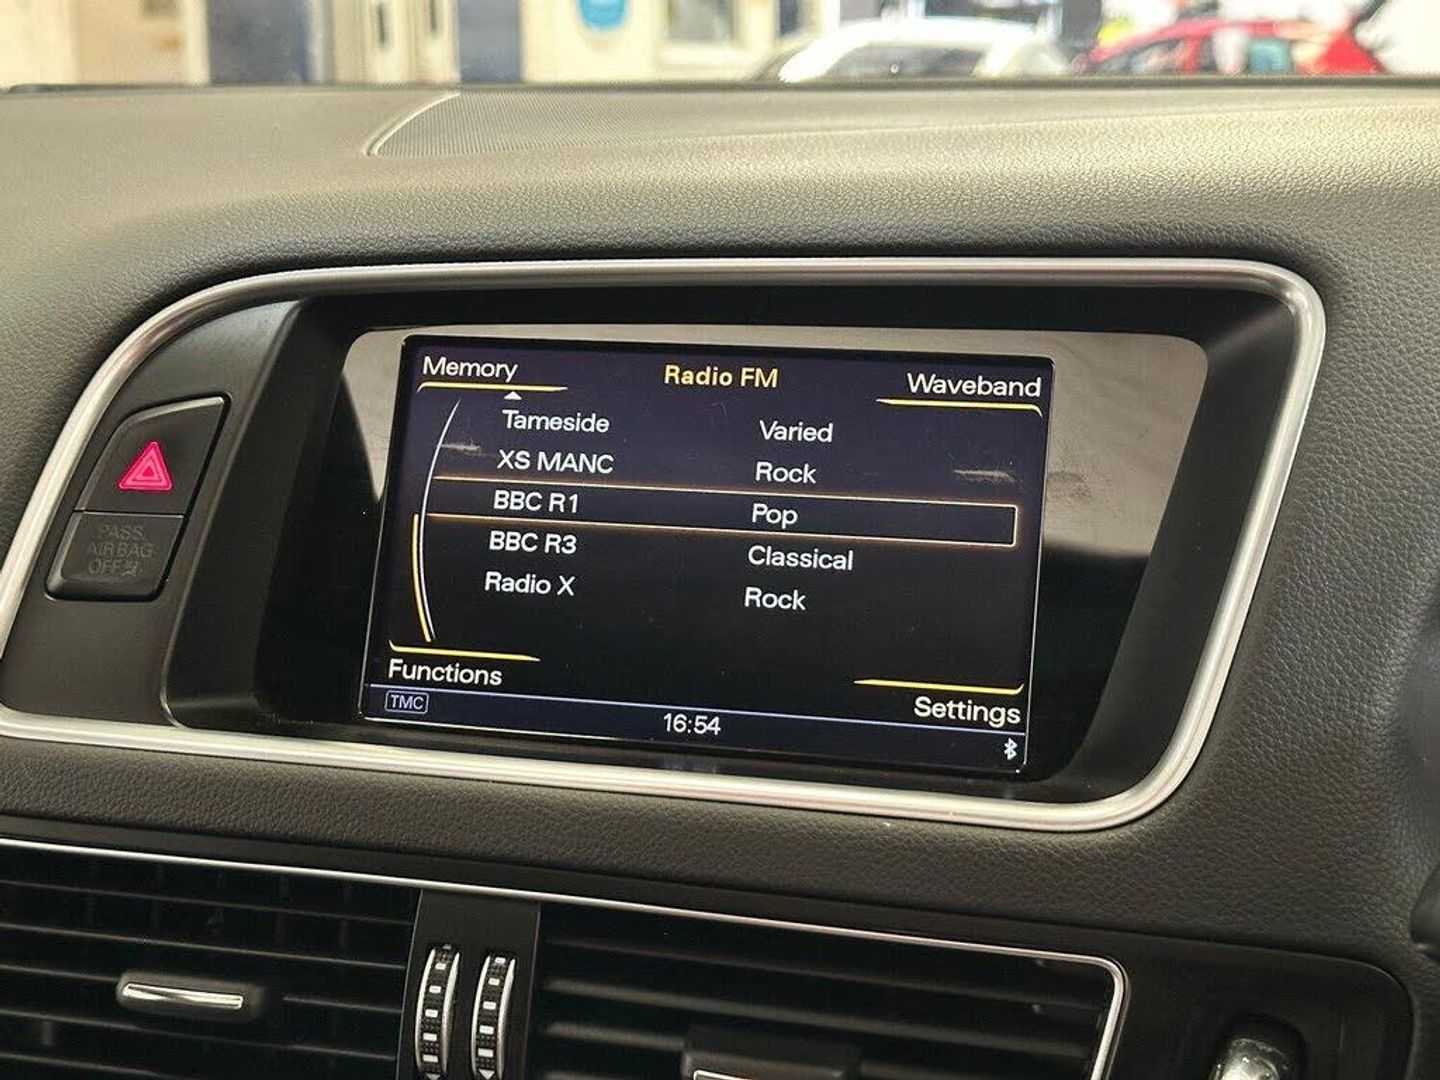 Memory
Radio FM
Waveband
Tameside Varied
XS MANC Rock
BBC R1 Pop
BBC R3 Classical
Radio X Rock
Functions
Settings
TMC
16:54
PASS.
AIR BAG
OFF